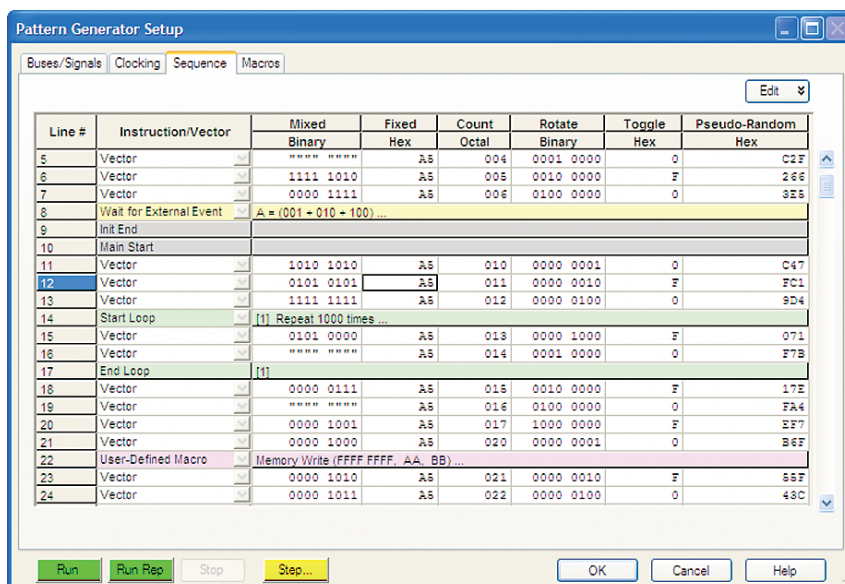 Pattern Generator Setup
Buses/Signals Clocking Sequence Macros
Edit
Line # Instruction/Vector Mixed Fixed Count Rotate Toggle Pseudo-Random
Binary Hex Octal Binary Hex Hex
5 Vector """" """" A5 004 0001 0000 0 C2F
6 Vector 1111 1010 A5 005 0010 0000 F 266
7 Vector 0000 1111 A5 006 0100 0000 0 3E5
8 Wait for External Event A = (001 + 010 + 100) ...
9 Init End
10 Main Start
11 Vector 1010 1010 A5 010 0000 0001 0 C47
12 Vector 0101 0101 A5 011 0000 0010 F FC1
13 Vector 1111 1111 A5 012 0000 0100 0 9D4
14 Start Loop [1] Repeat 1000 times ...
15 Vector 0101 0000 A5 013 0000 1000 F 071
16 Vector """" """" A5 014 0001 0000 0 F7B
17 End Loop [1]
18 Vector 0000 0111 A5 015 0010 0000 F 17E
19 Vector """" """" A5 016 0100 0000 0 FA4
20 Vector 0000 1001 A5 017 1000 0000 F EF7
21 Vector 0000 1000 A5 020 0000 0001 0 B6F
22 User-Defined Macro Memory Write (FFFF FFFF, AA, BB) ...
23 Vector 0000 1010 A5 021 0000 0010 F 55F
24 Vector 0000 1011 A5 022 0000 0100 0 43C
Run Run Rep Stop Step... OK Cancel Help